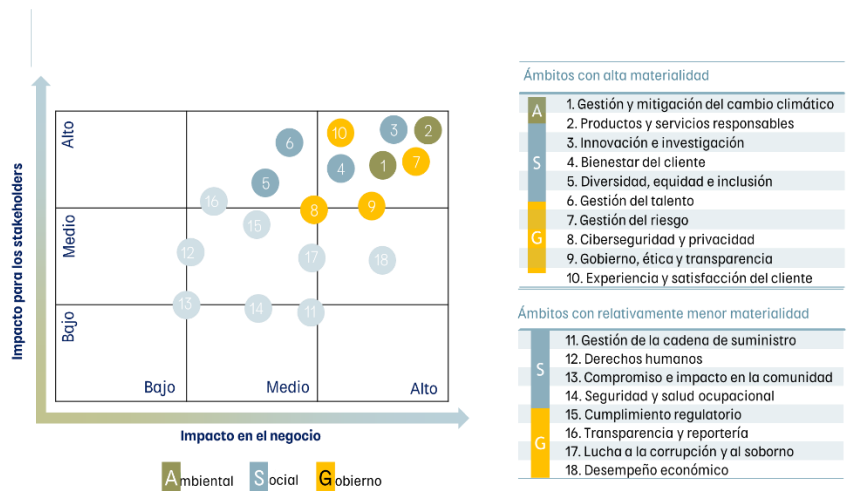 Impacto para los stakeholders
Alto
Medio
Bajo
10
3
2
6
4
1
7
5
16
8
9
15
12
17
18
13
14
11
Bajo
Medio
Alto
Impacto en el negocio
Ambiental
Social
Gobierno
Ámbitos con alta materialidad
A
S
G
1. Gestión y mitigación del cambio climático
2. Productos y servicios responsables
3. Innovación e investigación
4. Bienestar del cliente
5. Diversidad, equidad e inclusión
6. Gestión del talento
7. Gestión del riesgo
8. Ciberseguridad y privacidad
9. Gobierno, ética y transparencia
10. Experiencia y satisfacción del cliente
Ámbitos con relativamente menor materialidad
S
G
11. Gestión de la cadena de suministro
12. Derechos humanos
13. Compromiso e impacto en la comunidad
14. Seguridad y salud ocupacional
15. Cumplimiento regulatorio
16. Transparencia y reportería
17. Lucha a la corrupción y al soborno
18. Desempeño económico